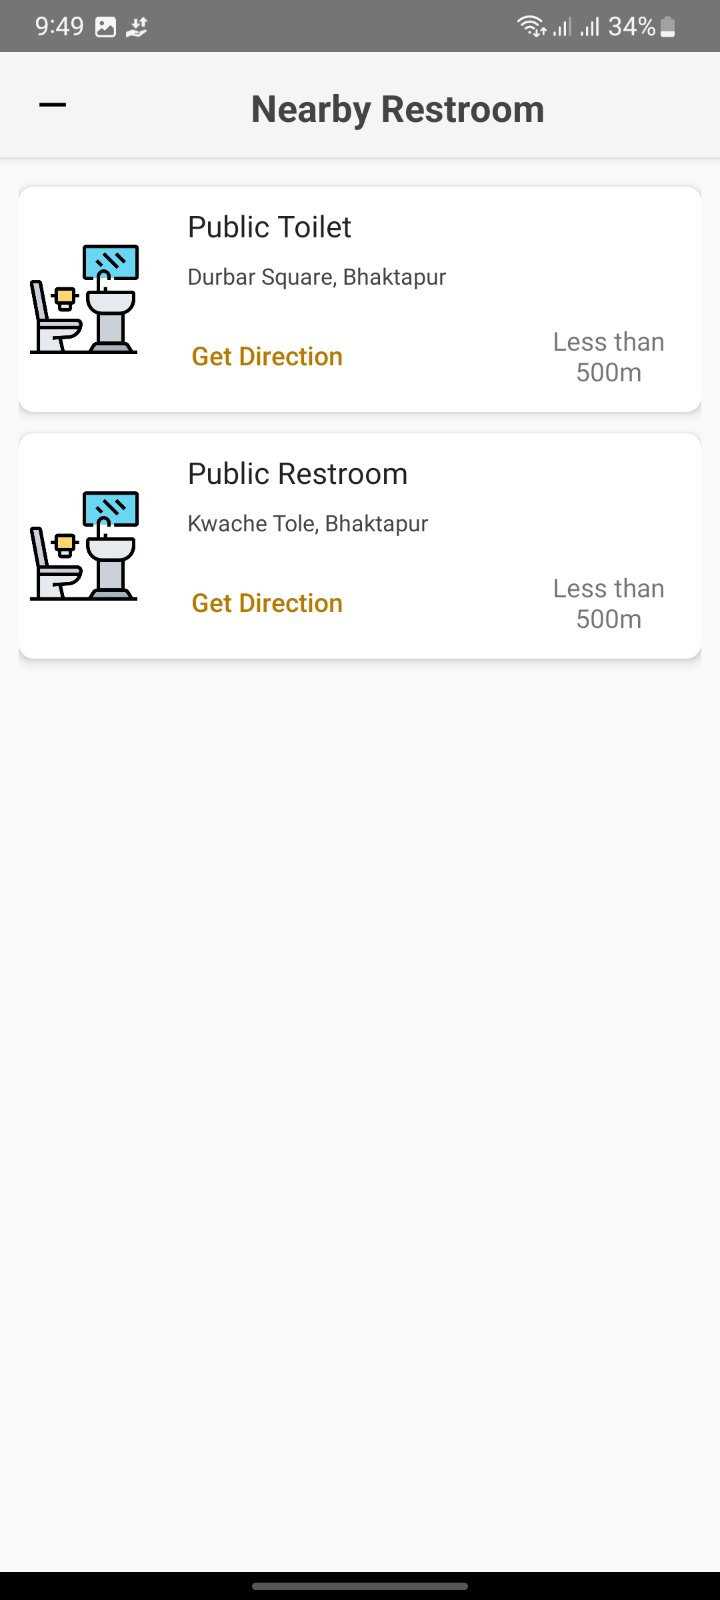 9:49 34%
Nearby Restroom
Public Toilet
Durbar Square, Bhaktapur
Get Direction
Less than
500m
Public Restroom
Kwache Tole, Bhaktapur
Get Direction
Less than
500m